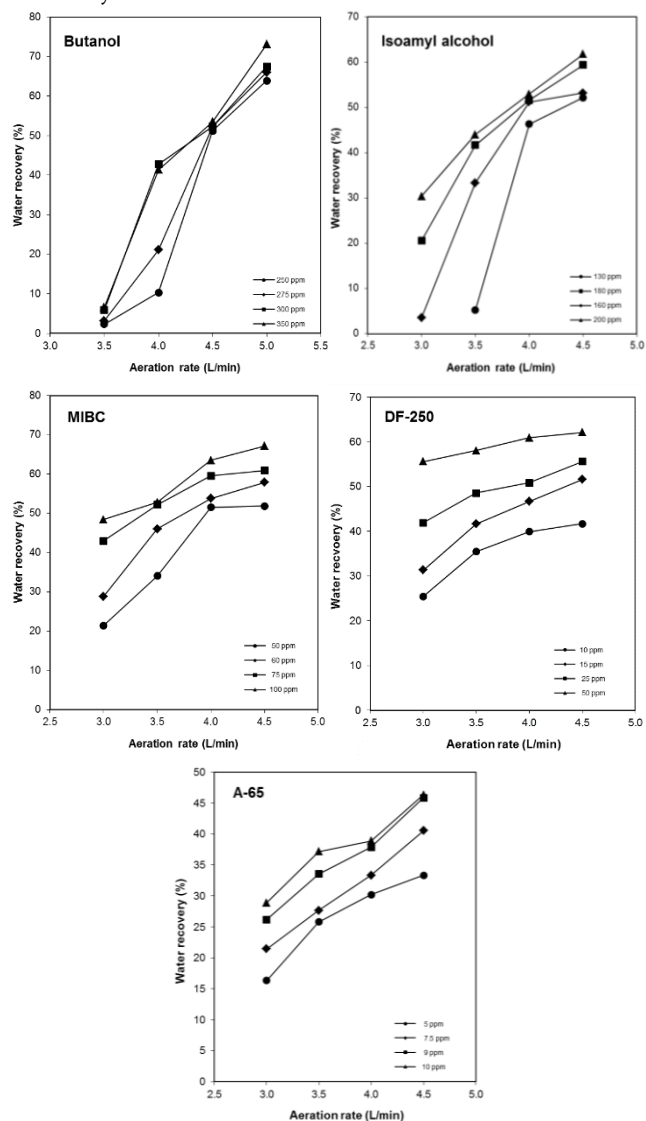 Butanol
Water recovery (%)
80
70
60
50
40
30
20
10
0
250 ppm
275 ppm
300 ppm
350 ppm
3.0 3.5 4.0 4.5 5.0 5.5
Aeration rate (L/min)
Isoamyl alcohol
Water recovery (%)
70
60
50
40
30
20
10
0
130 ppm
180 ppm
160 ppm
200 ppm
2.5 3.0 3.5 4.0 4.5 5.0
Aeration rate (L/min)
MIBC
Water recovery (%)
80
70
60
50
40
30
20
10
0
50 ppm
60 ppm
75 ppm
100 ppm
2.5 3.0 3.5 4.0 4.5 5.0
Aeration rate (L/min)
DF-250
Water recvoery (%)
70
60
50
40
30
20
10
0
10 ppm
15 ppm
25 ppm
50 ppm
2.5 3.0 3.5 4.0 4.5 5.0
Aeration rate (L/min)
A-65
Water recovery (%)
50
45
40
35
30
25
20
15
10
5
0
5 ppm
7.5 ppm
9 ppm
10 ppm
2.5 3.0 3.5 4.0 4.5 5.0
Aeration rate (L/min)